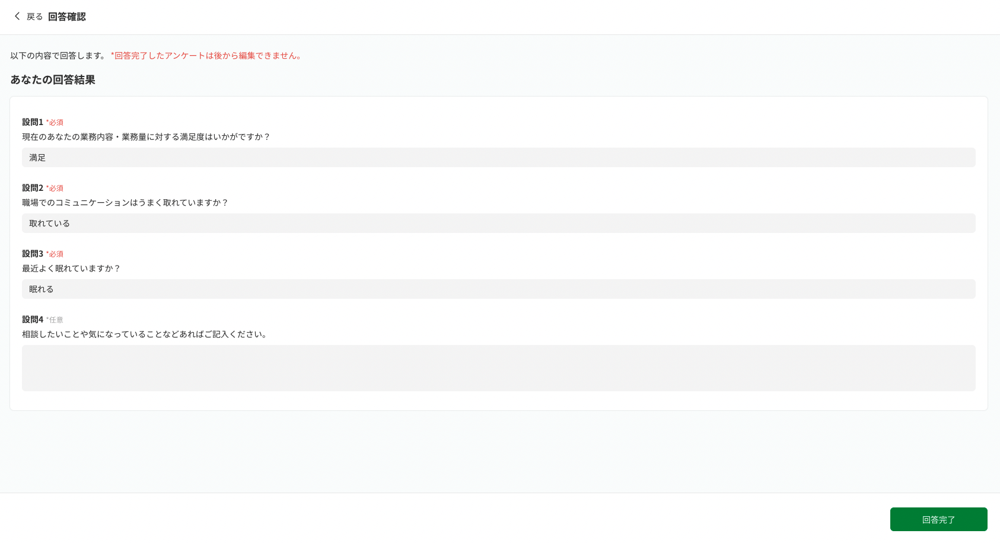 戻る 回答確認
以下の内容で回答します。 *回答完了したアンケートは後から編集できません。
あなたの回答結果
設問1 *必須
現在のあなたの業務内容・業務量に対する満足度はいかがですか？
満足
設問2 *必須
職場でのコミュニケーションはうまく取れていますか？
取れている
設問3 *必須
最近よく眠れていますか？
眠れる
設問4 *任意
相談したいことや気になっていることなどあればご記入ください。
回答完了